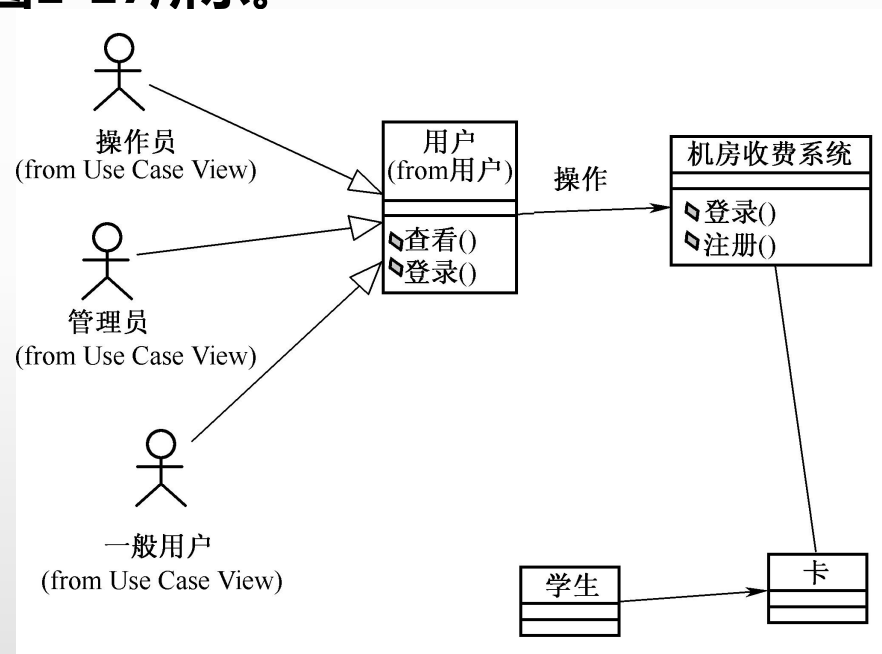 所示。
操作员
(from Use Case View)
用户
(from用户)
查看()
登录()
操作
机房收费系统
登录()
注册()
管理员
(from Use Case View)
一般用户
(from Use Case View)
学生
卡